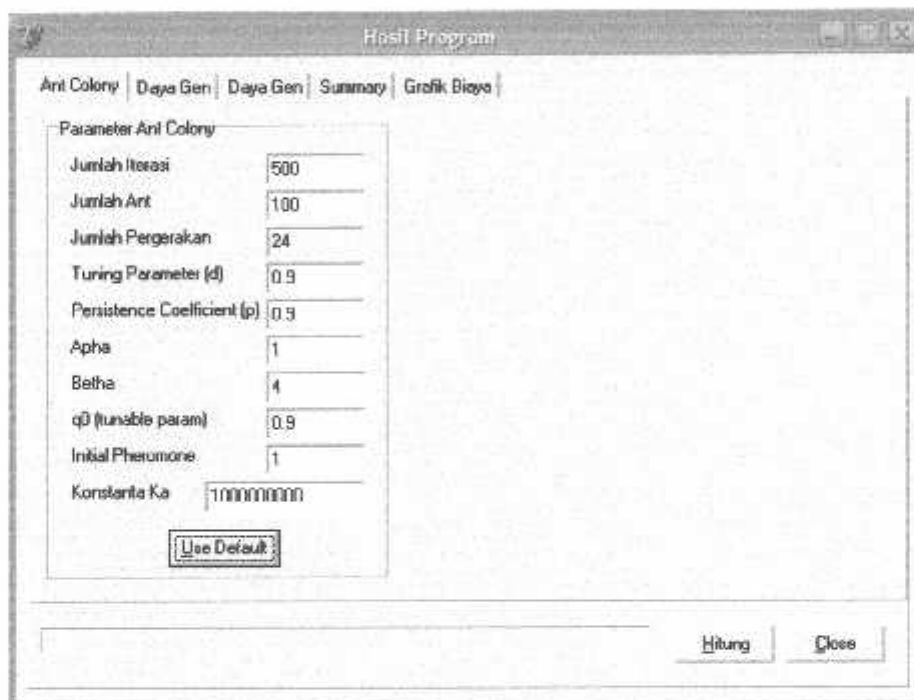 Hasil Program
Ant Colony Daya Gen Daya Gen Summary Grafik Biaya
Parameter Ant Colony
Jumlah Iterasi 500
Jumlah Ant 100
Jumlah Pergerakan 24
Tuning Parameter (d) 0.9
Persistence Coefficient (p) 0.9
Apha 1
Betha 4
q0 (tunable param) 0.9
Initial Pheromone 1
Konstanta Ka 1000000000
Use Default
Hitung Close